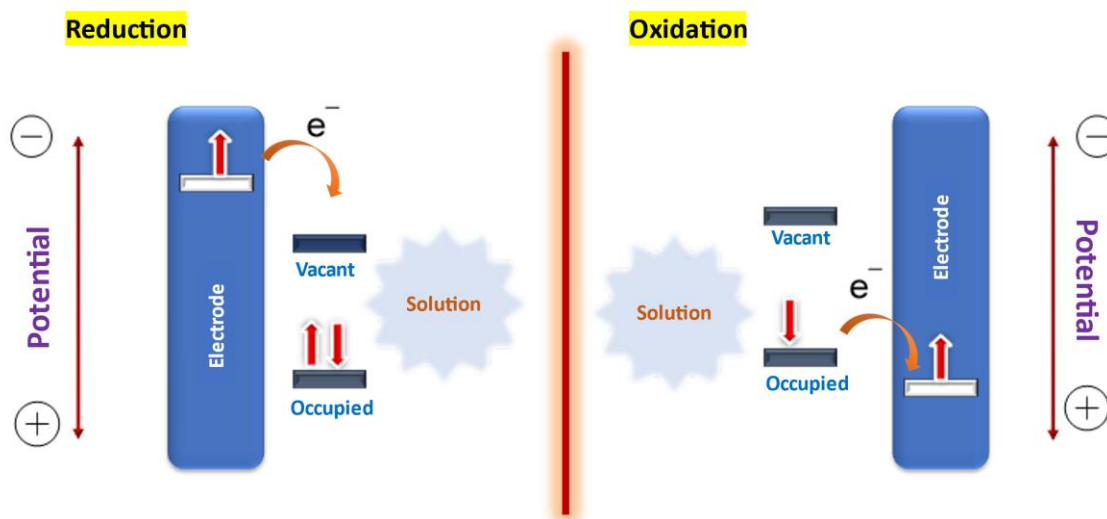 Reduction
Oxidation
−
e−
Potential
Electrode
Vacant
Solution
Occupied
+
−
Electrode
Potential
Vacant
e−
Solution
Occupied
+